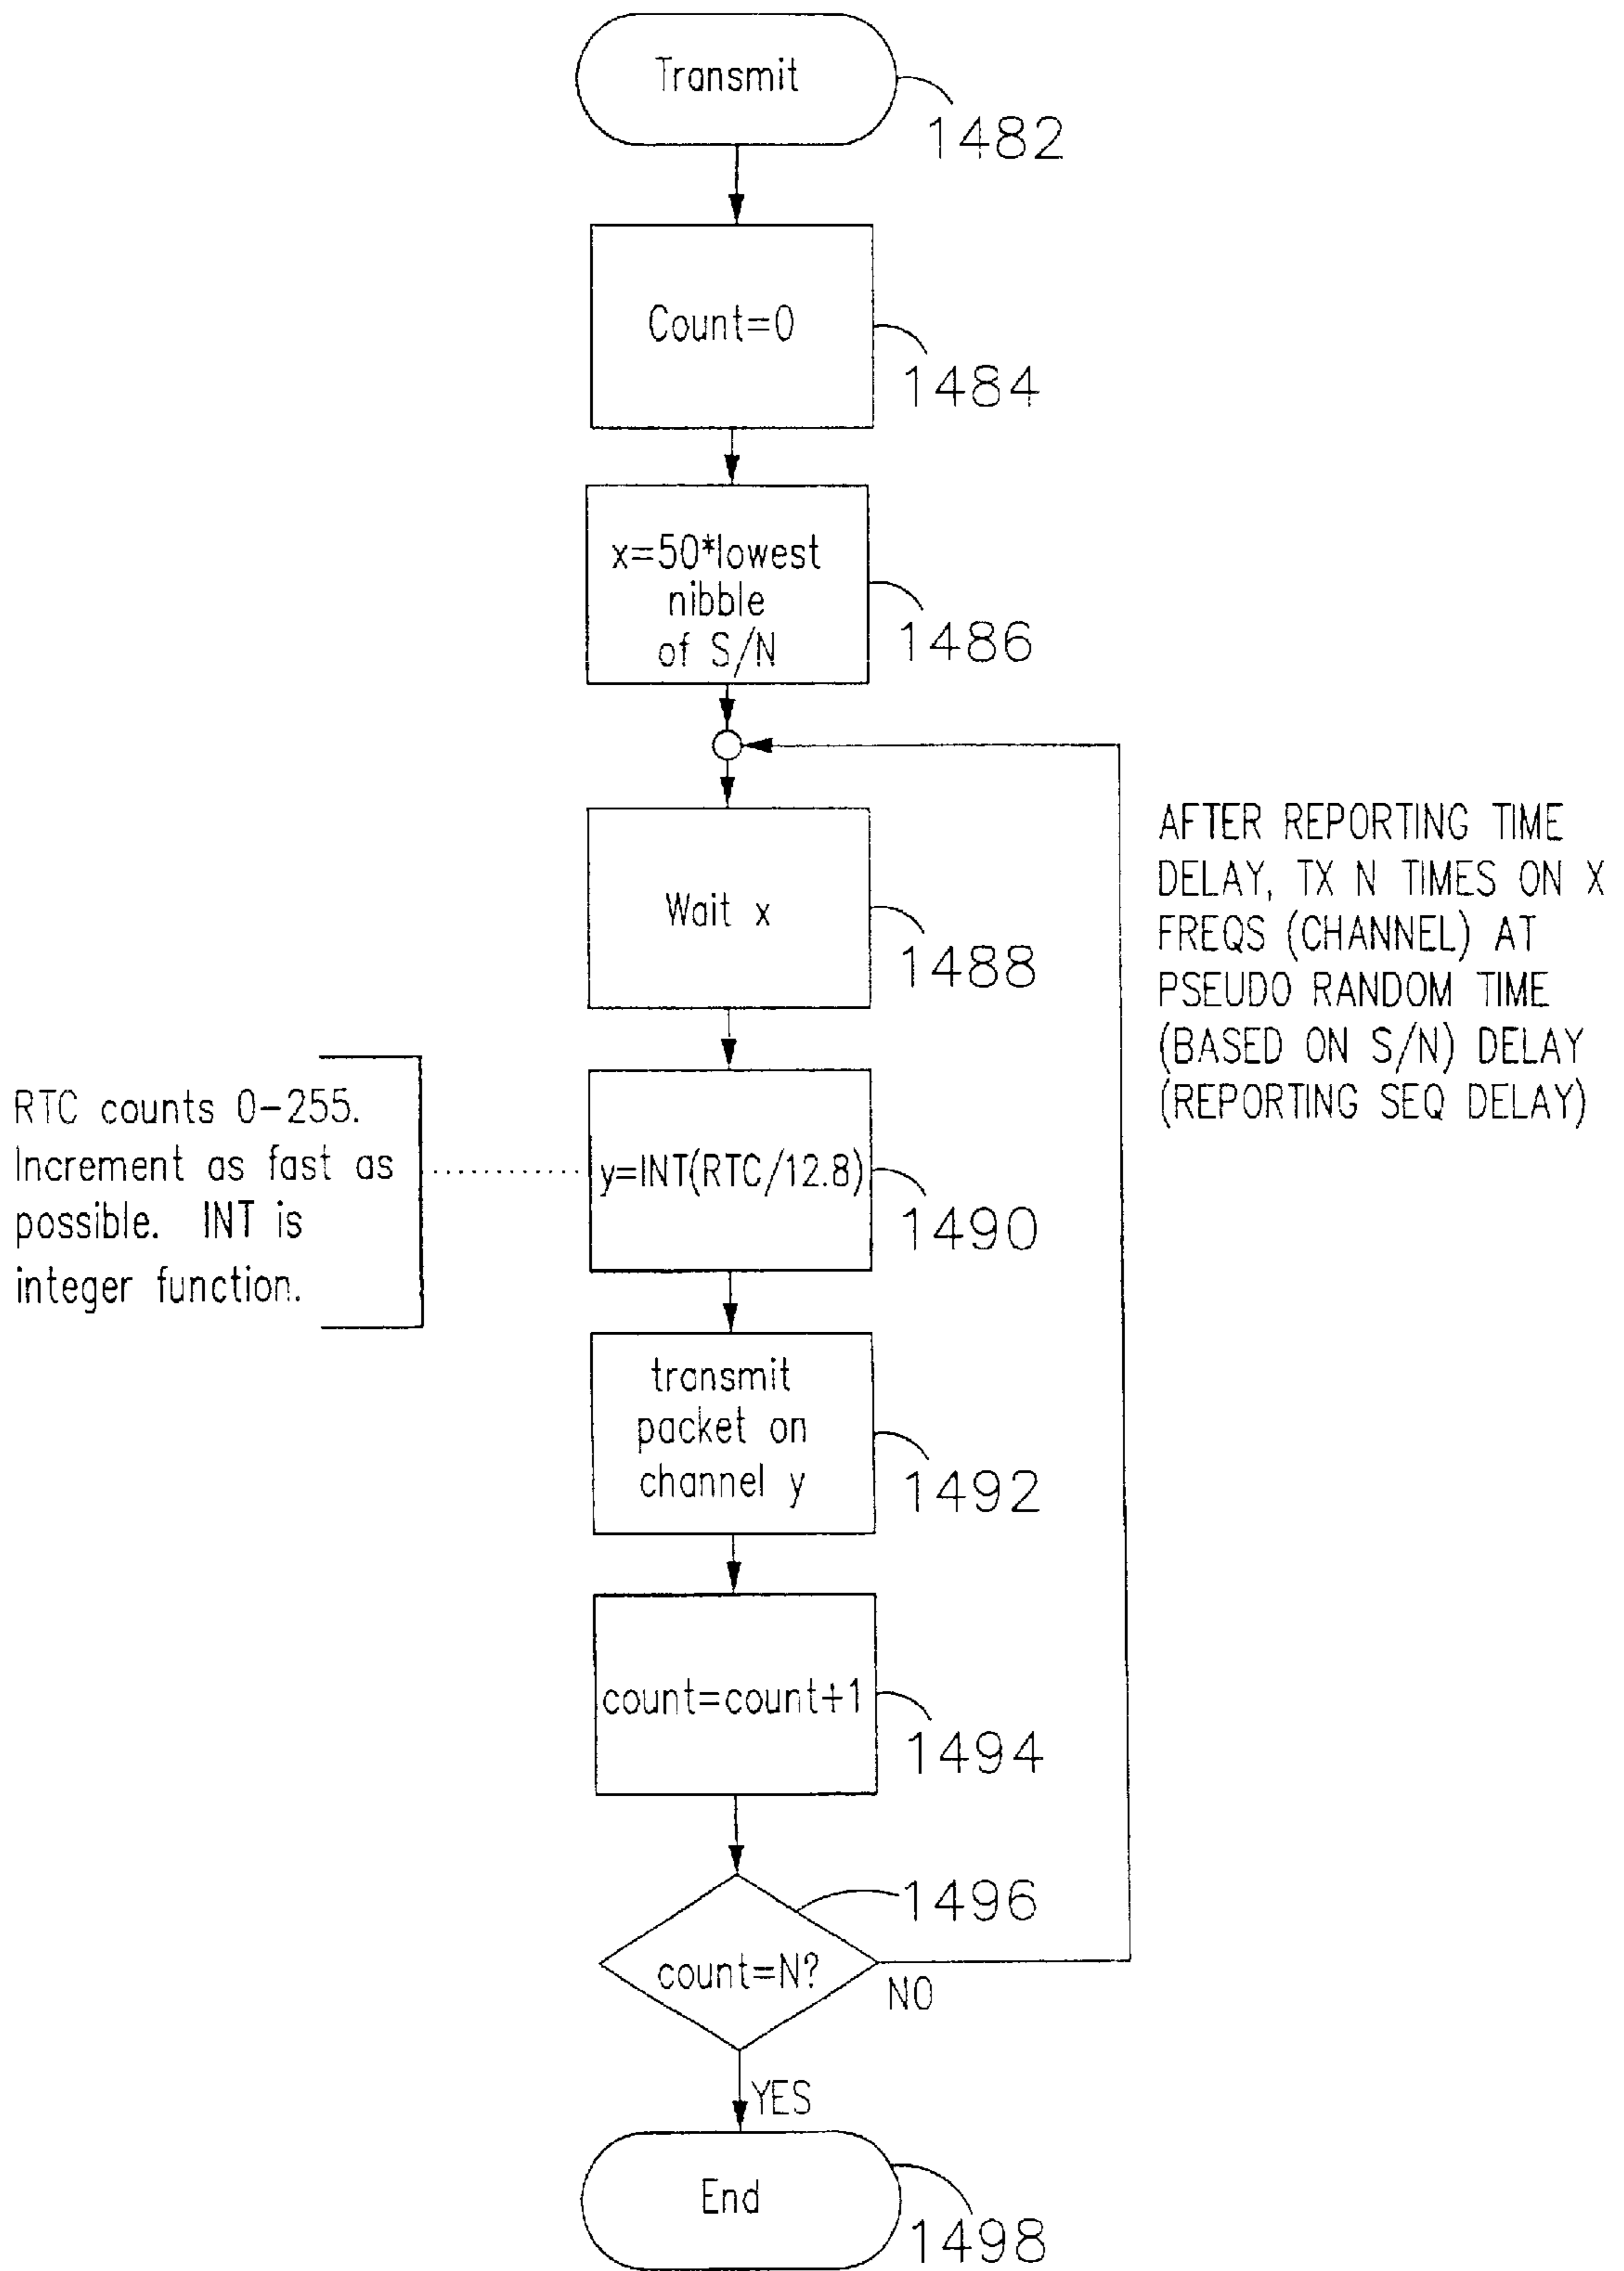 Transmit
1482
Count=0
1484
x=50*lowest
nibble
of S/N
1486
Wait x
1488
AFTER REPORTING TIME
DELAY, TX N TIMES ON X
FREQS (CHANNEL) AT
PSEUDO RANDOM TIME
(BASED ON S/N) DELAY
(REPORTING SEQ DELAY)
RTC counts 0-255.
Increment as fast as
possible. INT is
integer function.
y=INT(RTC/12.8)
1490
transmit
packet on
channel y
1492
count=count+1
1494
1496
count=N?
NO
YES
End
1498